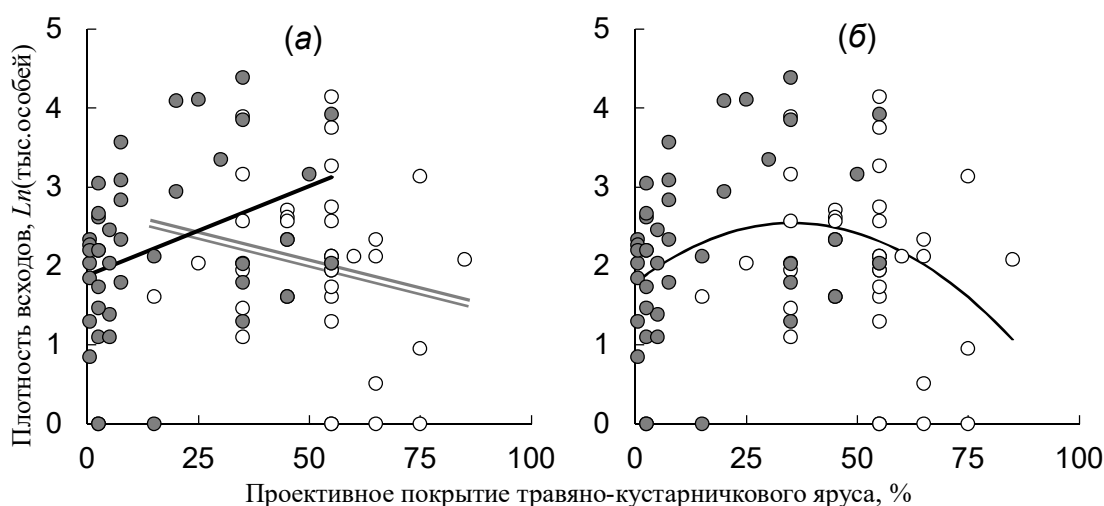 Плотность всходов, Ln(тыс.особей)
(а)
(б)
5
4
3
2
1
0
5
4
3
2
1
0
0 25 50 75 100
0 25 50 75 100
Проективное покрытие травяно-кустарничкового яруса, %